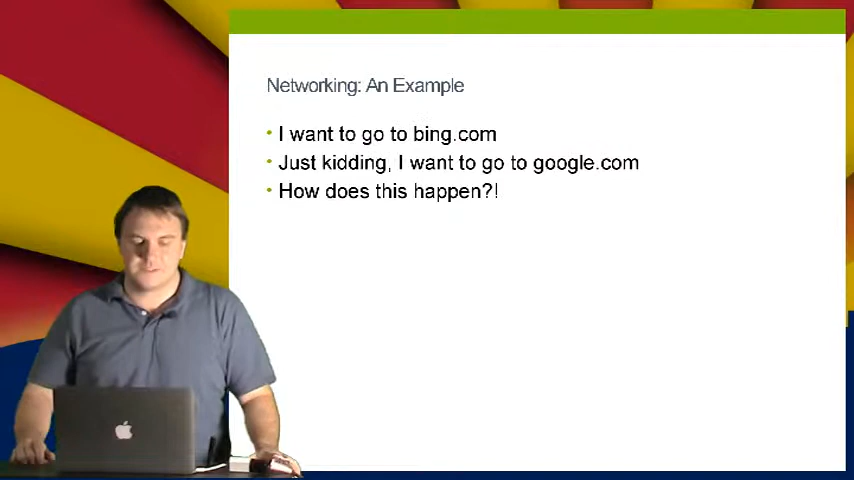 Networking: An Example
• I want to go to bing.com
• Just kidding, I want to go to google.com
• How does this happen?!